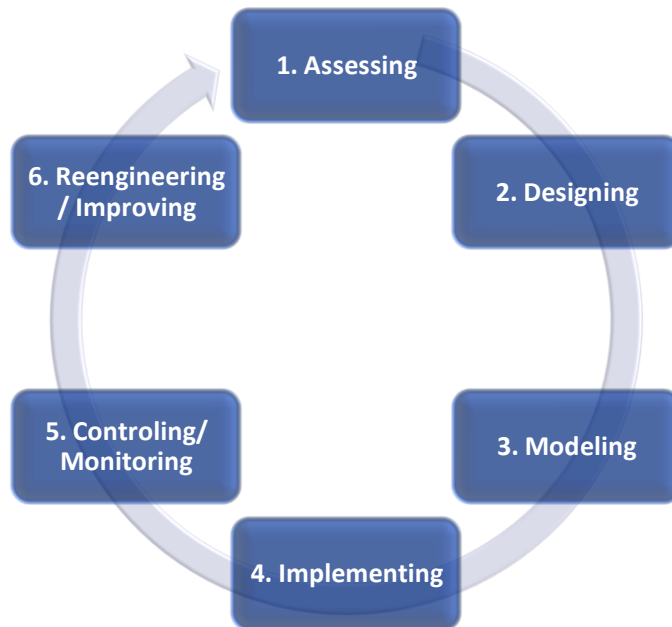 1. Assessing
2. Designing
3. Modeling
4. Implementing
5. Controling/
Monitoring
6. Reengineering
/ Improving